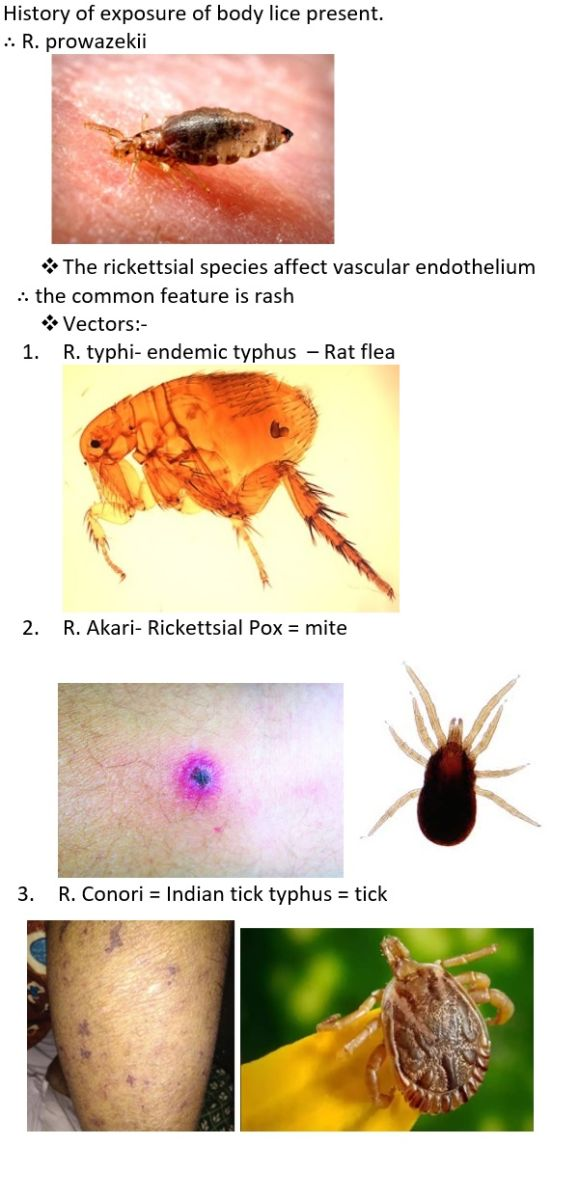 History of exposure of body lice present.
∴ R. prowazekii
❖ The rickettsial species affect vascular endothelium
∴ the common feature is rash
❖ Vectors:-
1. R. typhi- endemic typhus – Rat flea
2. R. Akari- Rickettsial Pox = mite
3. R. Conori = Indian tick typhus = tick